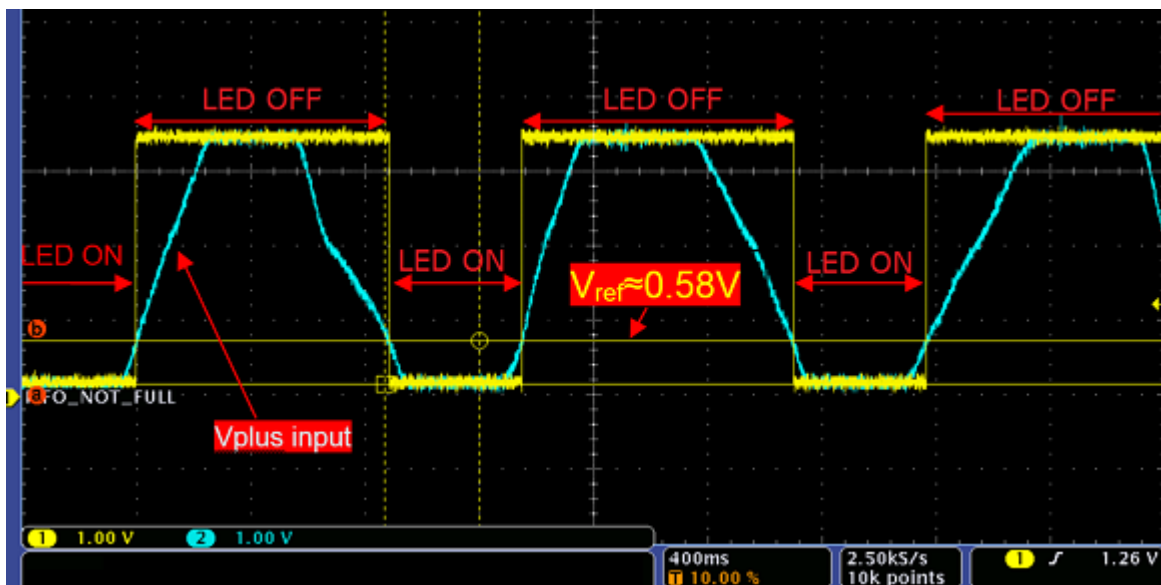 LED OFF
LED OFF
LED OFF
LED ON
LED ON
LED ON
Vref≈0.58V
b
a
FO_NOT_FULL
Vplus input
1 1.00 V 2 1.00 V
400ms
T 10.00 %
2.50kS/s
10k points
1 1.26 V